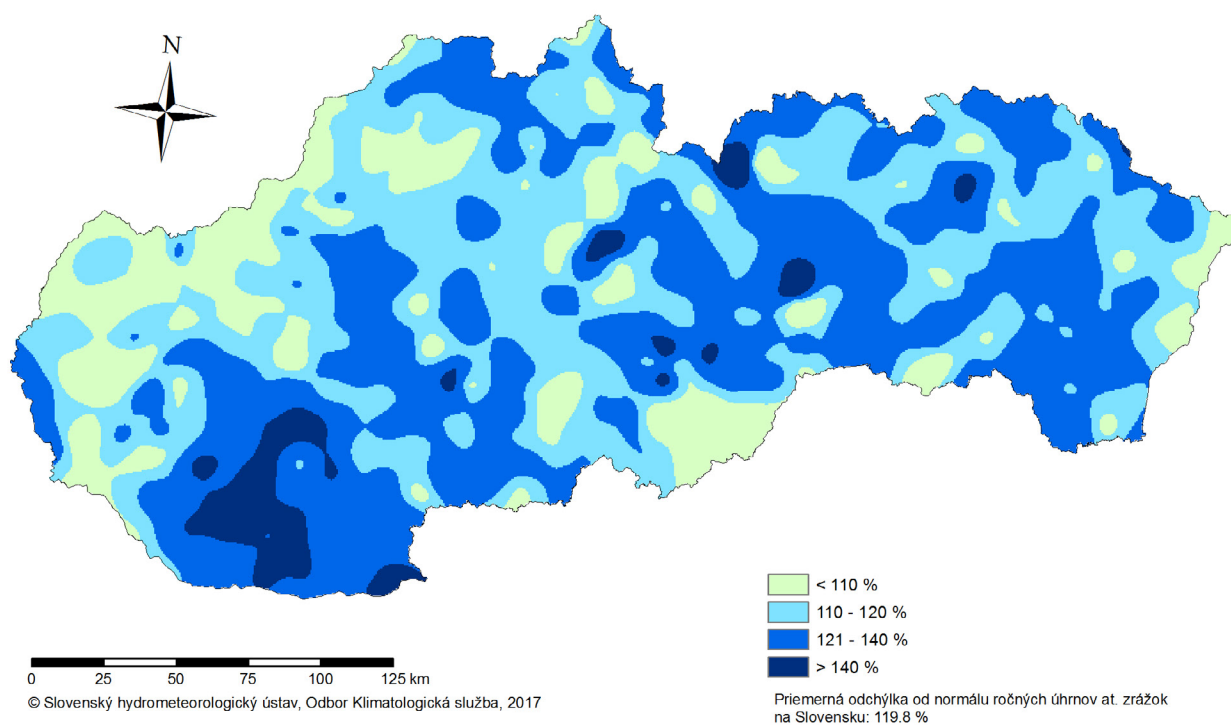 N
< 110 %
110 - 120 %
121 - 140 %
> 140 %
0 25 50 75 100 125 km
© Slovenský hydrometeorologický ústav, Odbor Klimatologická služba, 2017
Priemerná odchýlka od normálu ročných úhrnov at. zrážok
na Slovensku: 119.8 %